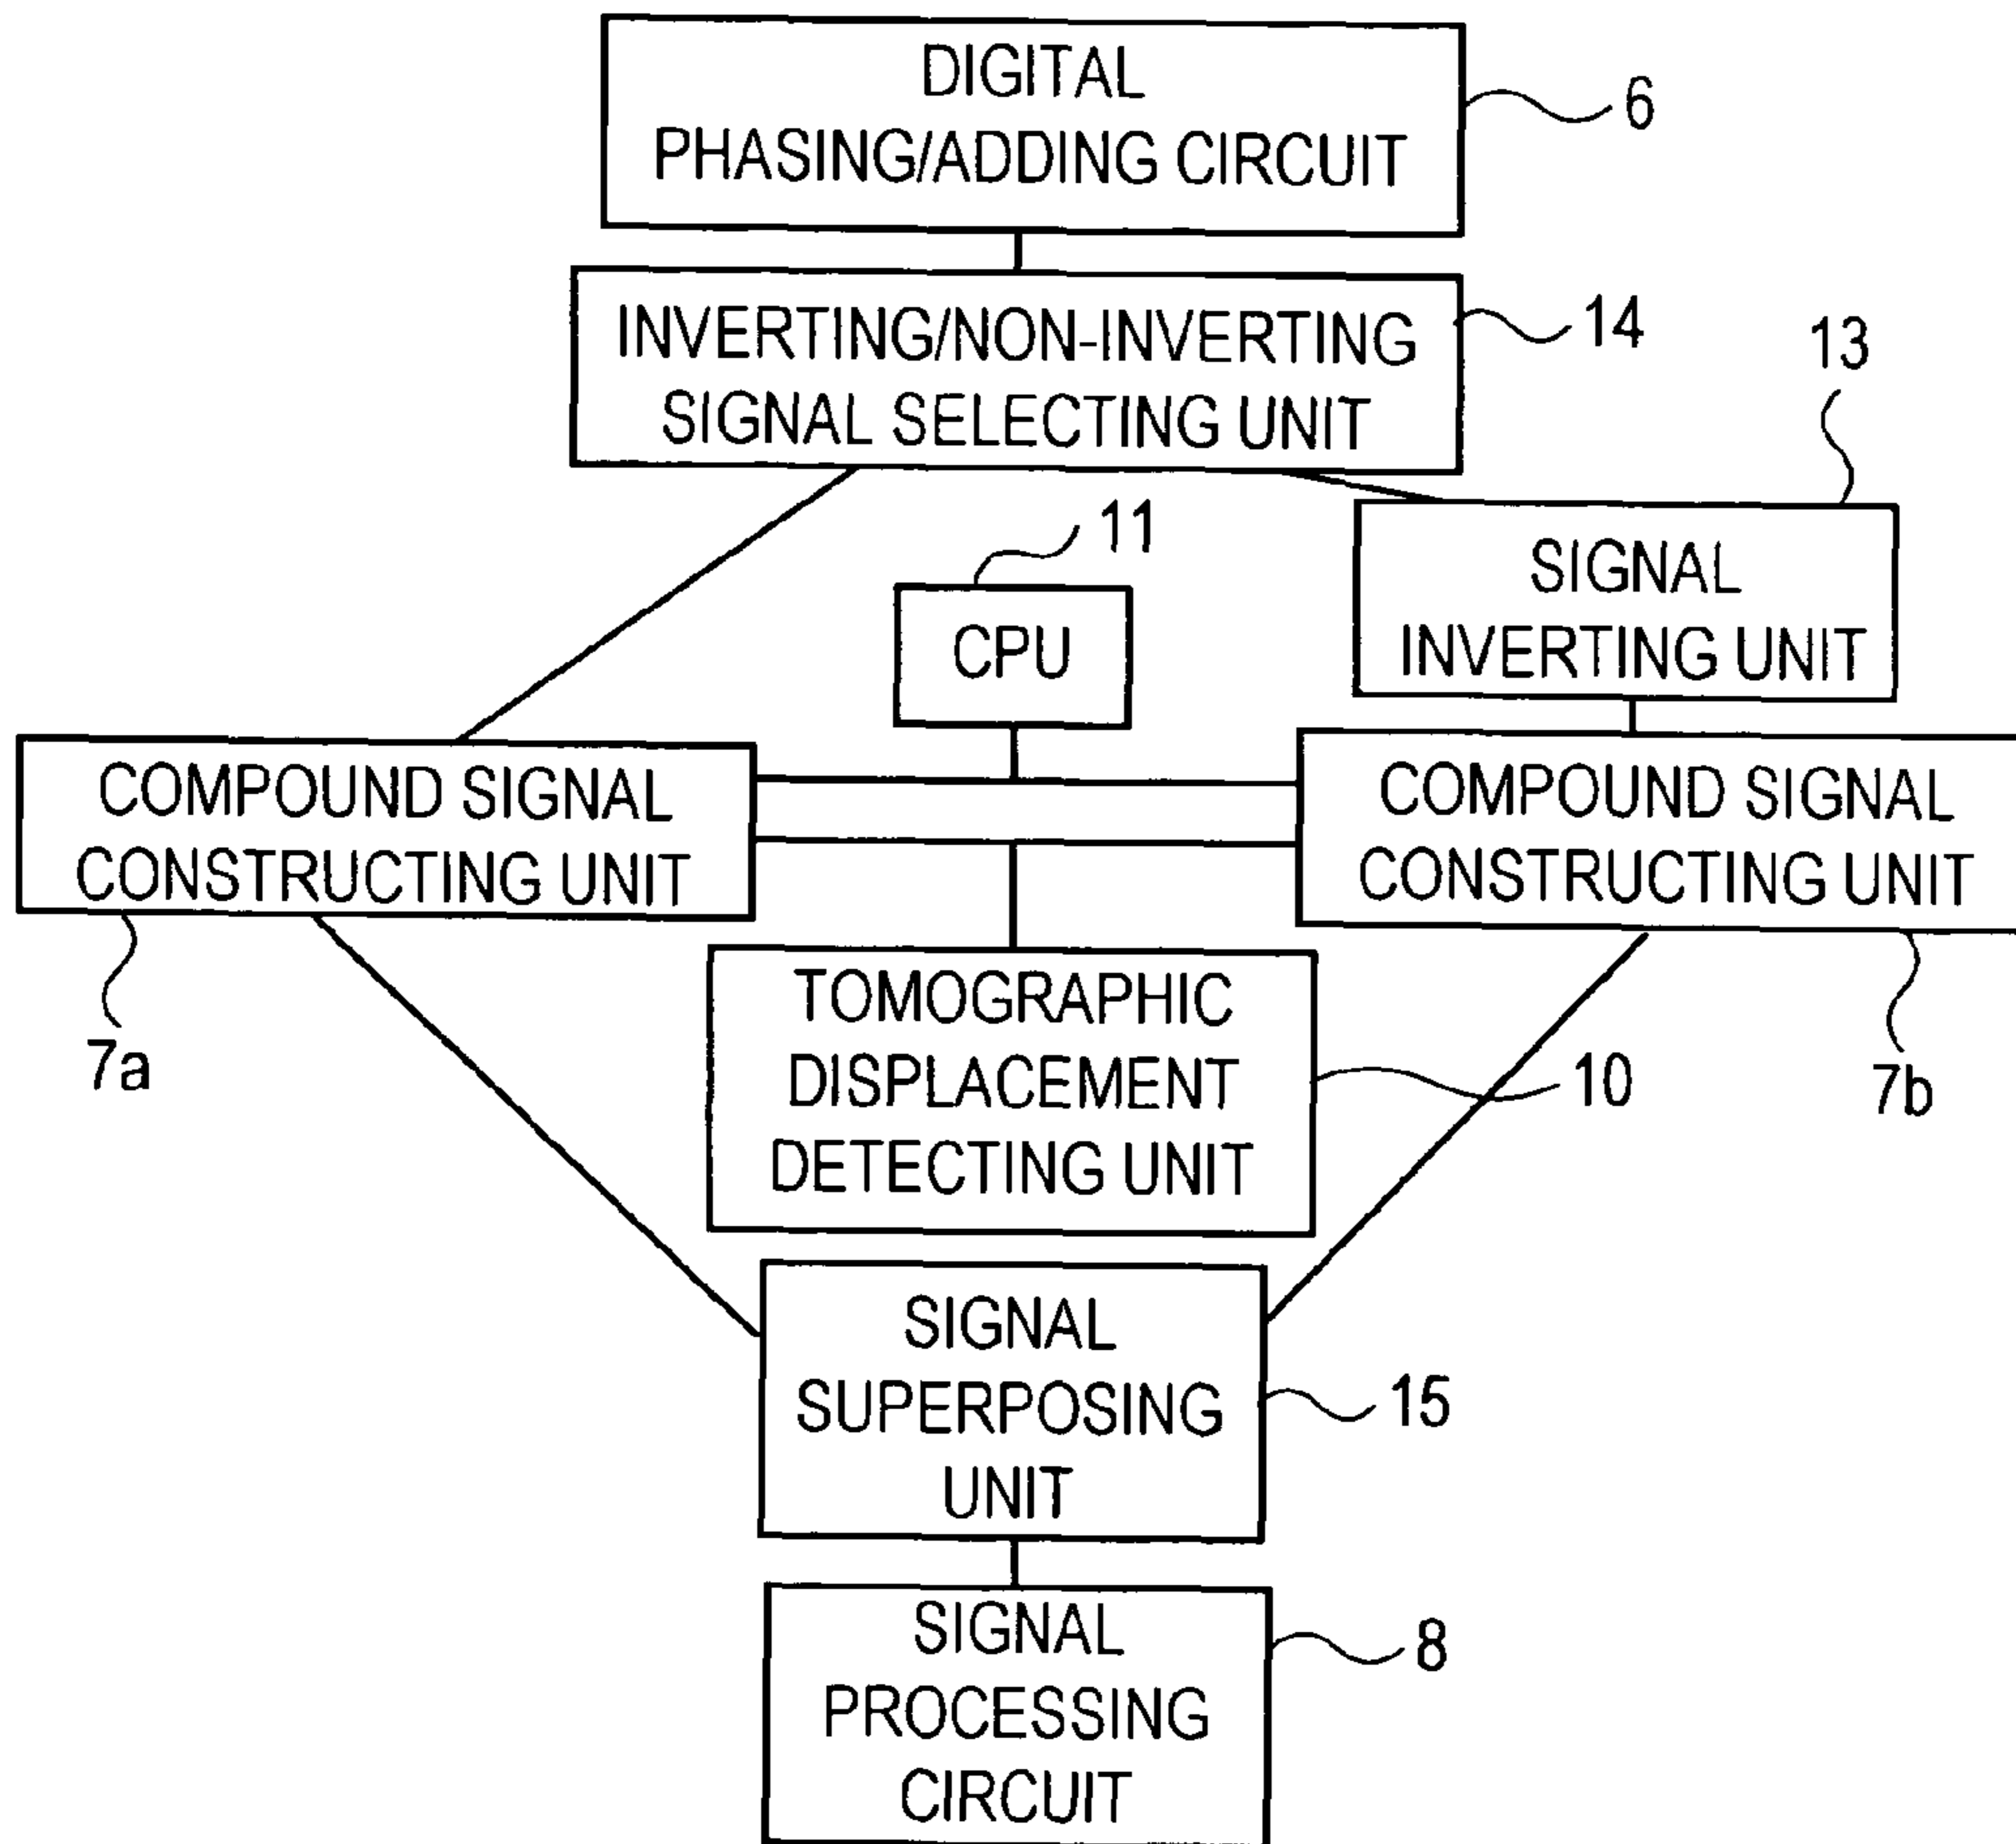 DIGITAL
PHASING/ADDING CIRCUIT
6
INVERTING/NON-INVERTING
SIGNAL SELECTING UNIT
14
13
11
SIGNAL
INVERTING UNIT
CPU
COMPOUND SIGNAL
CONSTRUCTING UNIT
COMPOUND SIGNAL
CONSTRUCTING UNIT
7a
TOMOGRAPHIC
DISPLACEMENT
DETECTING UNIT
10
7b
SIGNAL
SUPERPOSING
UNIT
15
SIGNAL
PROCESSING
CIRCUIT
8